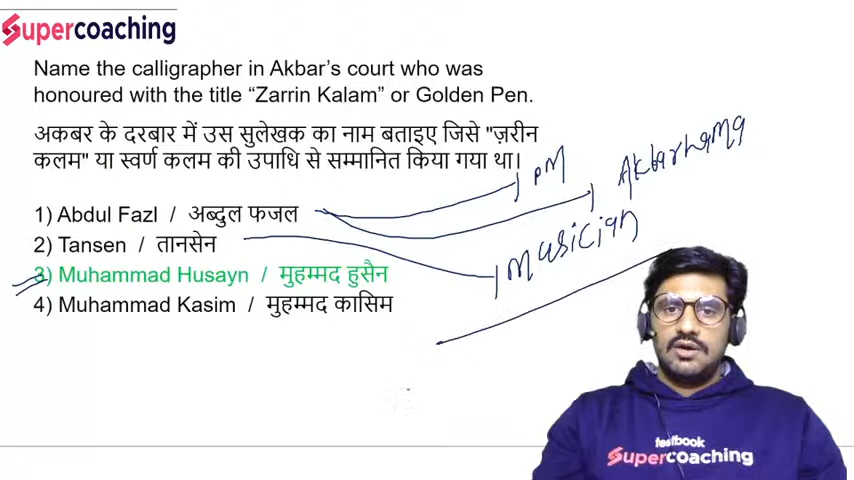 Supercoaching
Name the calligrapher in Akbar's court who was
honoured with the title “Zarrin Kalam” or Golden Pen.
अकबर के दरबार में उस सुलेखक का नाम बताइए जिसे "ज़रीन
कलम" या स्वर्ण कलम की उपाधि से सम्मानित किया गया था।
PM
Akbarnama
1) Abdul Fazl / अब्दुल फजल
2) Tansen / तानसेन
Musician
3) Muhammad Husayn / मुहम्मद हुसैन
4) Muhammad Kasim / मुहम्मद कासिम
testbook
Supercoaching